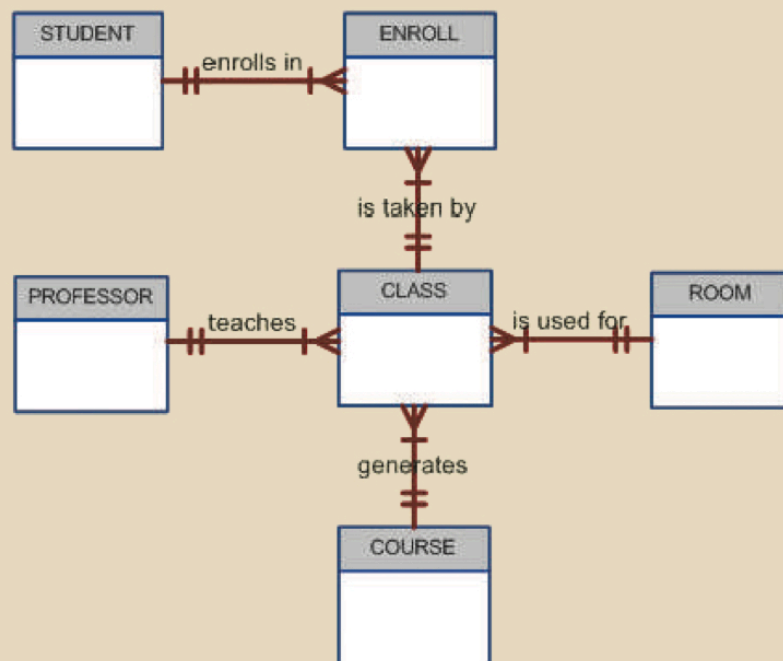 STUDENT
enrolls in
ENROLL
is taken by
PROFESSOR
teaches
CLASS
is used for
ROOM
generates
COURSE